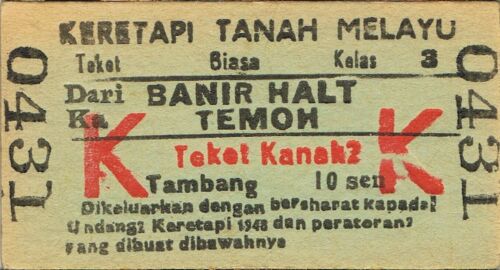 KERETAPI TANAH MELAYU
Teket Biasa Kelas 3
Dari BANIR HALT
Ka TEMOH
K Teket Kanak2 K
Tambang 10 sen
Dikeluarkan dengan bersharat kapada
Undang2 Keretapi 1948 dan peratoran2
yang dibuat dibawahnya
0431
0431